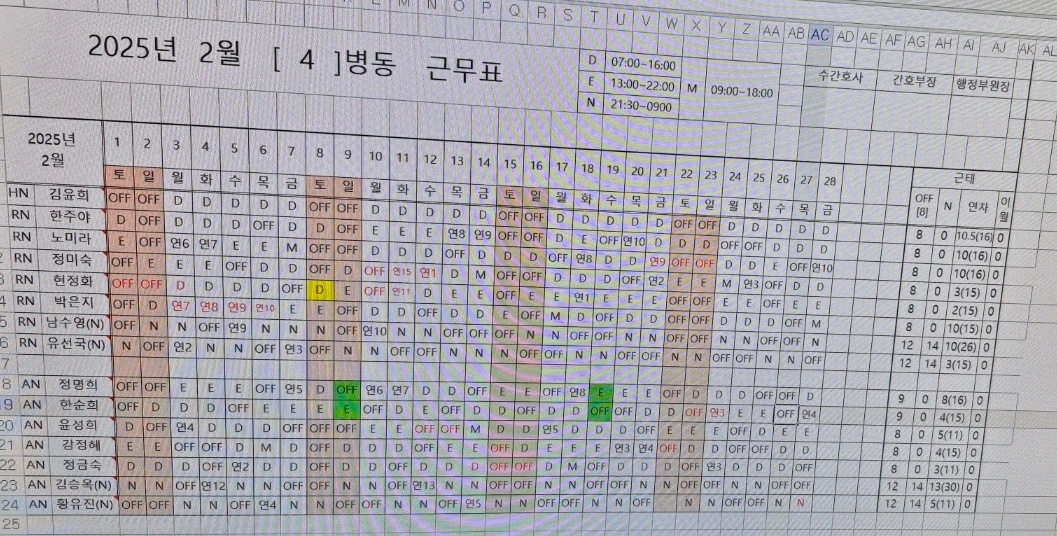 K L M N O P Q R S T U V W X Y Z AA AB AC AD AE AF AG AH AI AJ AK AL
2025년 2월 [ 4 ]병동 근무표
D 07:00~16:00
E 13:00~22:00
N 21:30~0900
M 09:00~18:00
수간호사 간호부장 행정부원장
2025년 2월
1 2 3 4 5 6 7 8 9 10 11 12 13 14 15 16 17 18 19 20 21 22 23 24 25 26 27 28
토 일 월 화 수 목 금 토 일 월 화 수 목 금 토 일 월 화 수 목 금 토 일 월 화 수 목 금
근태
OFF [8] N 연차 이월
HN 김윤희 OFF OFF D D D D D OFF OFF D D D D D OFF OFF D D D D D OFF OFF D D D D D 8 0 10.5(16) 0
RN 한주야 D OFF D D D OFF D D OFF E E E 연8 연9 OFF OFF D E OFF 연10 D D D OFF OFF D D D 8 0 10(16) 0
RN 노미라 E OFF 연6 연7 E E M OFF OFF D D D OFF D D D OFF 연8 D D 연9 OFF OFF D D E OFF 연10 8 0 10(16) 0
2 RN 정미숙 OFF E E E OFF D D OFF D OFF 연15 연1 D M OFF OFF D D D OFF 연2 E E M 연3 OFF D D 8 0 3(15) 0
3 RN 현정화 OFF OFF D D D D OFF D E OFF 연11 D E E OFF E E 연1 E E E OFF OFF E E OFF E E 8 0 2(15) 0
4 RN 박은지 OFF D 연7 연8 연9 연10 E E OFF D D OFF D D D E M D D D OFF OFF D D D OFF M 8 0 10(15) 0
5 RN 남수영(N) OFF N N OFF 연9 N N N OFF 연10 N N OFF OFF OFF N N OFF OFF N N OFF OFF OFF N N OFF 12 14 10(26) 0
6 RN 유선국(N) N OFF 연2 N N OFF 연3 OFF N N OFF OFF N N N OFF OFF N N OFF OFF N N OFF OFF N N OFF 12 14 3(15) 0
7
8 AN 정명희 OFF OFF E E E OFF 연5 D OFF 연6 연7 D D OFF E E OFF 연8 E E E OFF D D D OFF OFF D 9 0 8(16) 0
19 AN 한순희 OFF D D D OFF E E E E OFF D E D OFF D D D D OFF OFF D D OFF 연3 E E OFF 연4 9 0 4(15) 0
20 AN 윤성희 D OFF 연4 D D D OFF OFF D E E OFF OFF M D D 연5 D D D OFF E E E OFF D E E 8 0 5(11) 0
21 AN 강정혜 E E OFF OFF D M D OFF OFF D D D E E OFF D E E E 연3 연4 OFF D D OFF OFF D D 8 0 4(15) 0
22 AN 정금숙 D D D OFF 연2 D D D D OFF D D D D OFF OFF D M OFF D D D OFF 연3 D D D OFF 8 0 3(11) 0
23 AN 김승옥(N) N N OFF 연12 N N OFF OFF N N 연13 N N OFF OFF OFF N N OFF OFF N N OFF OFF N N OFF OFF 12 14 13(30) 0
24 AN 황유진(N) OFF OFF N N OFF 연4 N N OFF OFF N N OFF 연5 N N OFF OFF N N OFF N N OFF OFF N N 12 14 5(11) 0
25